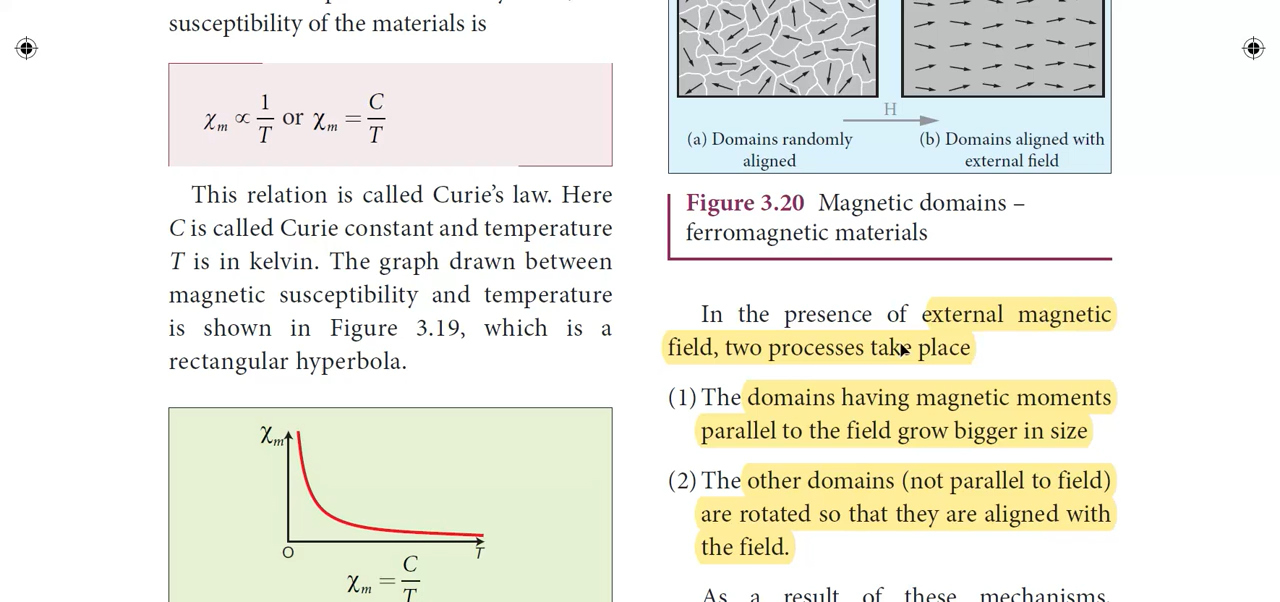 susceptibility of the materials is
χm ∝ 1/T or χm = C/T
This relation is called Curie's law. Here
C is called Curie constant and temperature
T is in kelvin. The graph drawn between
magnetic susceptibility and temperature
is shown in Figure 3.19, which is a
rectangular hyperbola.
χm
O
T
χm = C/T
H
(a) Domains randomly
aligned
(b) Domains aligned with
external field
Figure 3.20 Magnetic domains –
ferromagnetic materials
In the presence of external magnetic
field, two processes take place
(1) The domains having magnetic moments
parallel to the field grow bigger in size
(2) The other domains (not parallel to field)
are rotated so that they are aligned with
the field.
As a result of these mechanisms,